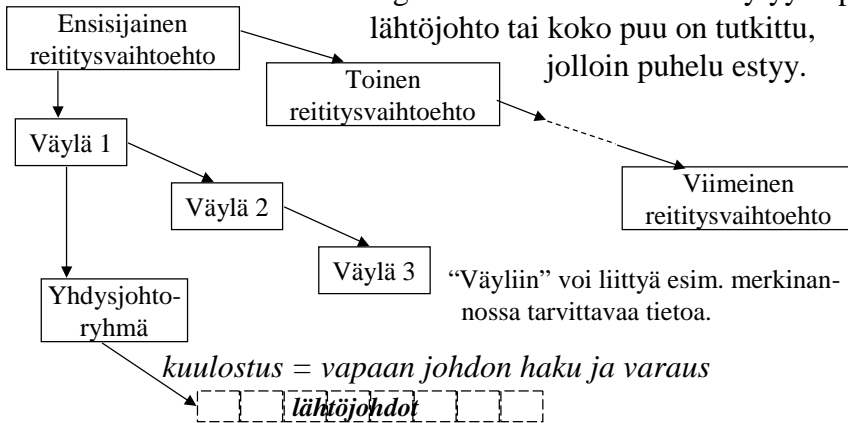 lähtöjohto tai koko puu on tutkittu,
jolloin puhelu estyy.
Ensisijainen
reititysvaihtoehto
Toinen
reititysvaihtoehto
Viimeinen
reititysvaihtoehto
Väylä 1
Väylä 2
Väylä 3
“Väyliin” voi liittyä esim. merkinan-
nossa tarvittavaa tietoa.
Yhdysjohto-
ryhmä
kuulostus = vapaan johdon haku ja varaus
lähtöjohdot